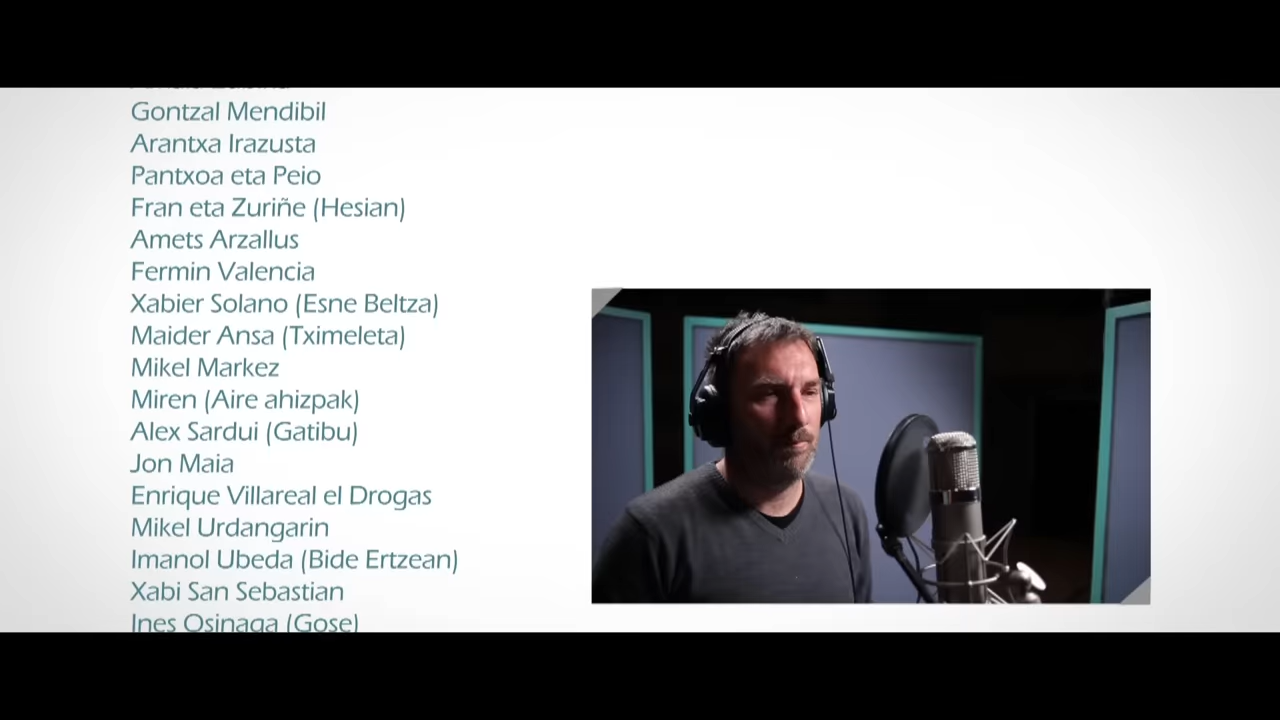 Gontzal Mendibil
Arantxa Irazusta
Pantxoa eta Peio
Fran eta Zuriñe (Hesian)
Amets Arzallus
Fermin Valencia
Xabier Solano (Esne Beltza)
Maider Ansa (Tximeleta)
Mikel Markez
Miren (Aire ahizpak)
Alex Sardui (Gatibu)
Jon Maia
Enrique Villareal el Drogas
Mikel Urdangarin
Imanol Ubeda (Bide Ertzean)
Xabi San Sebastian
Ines Osinaga (Gose)